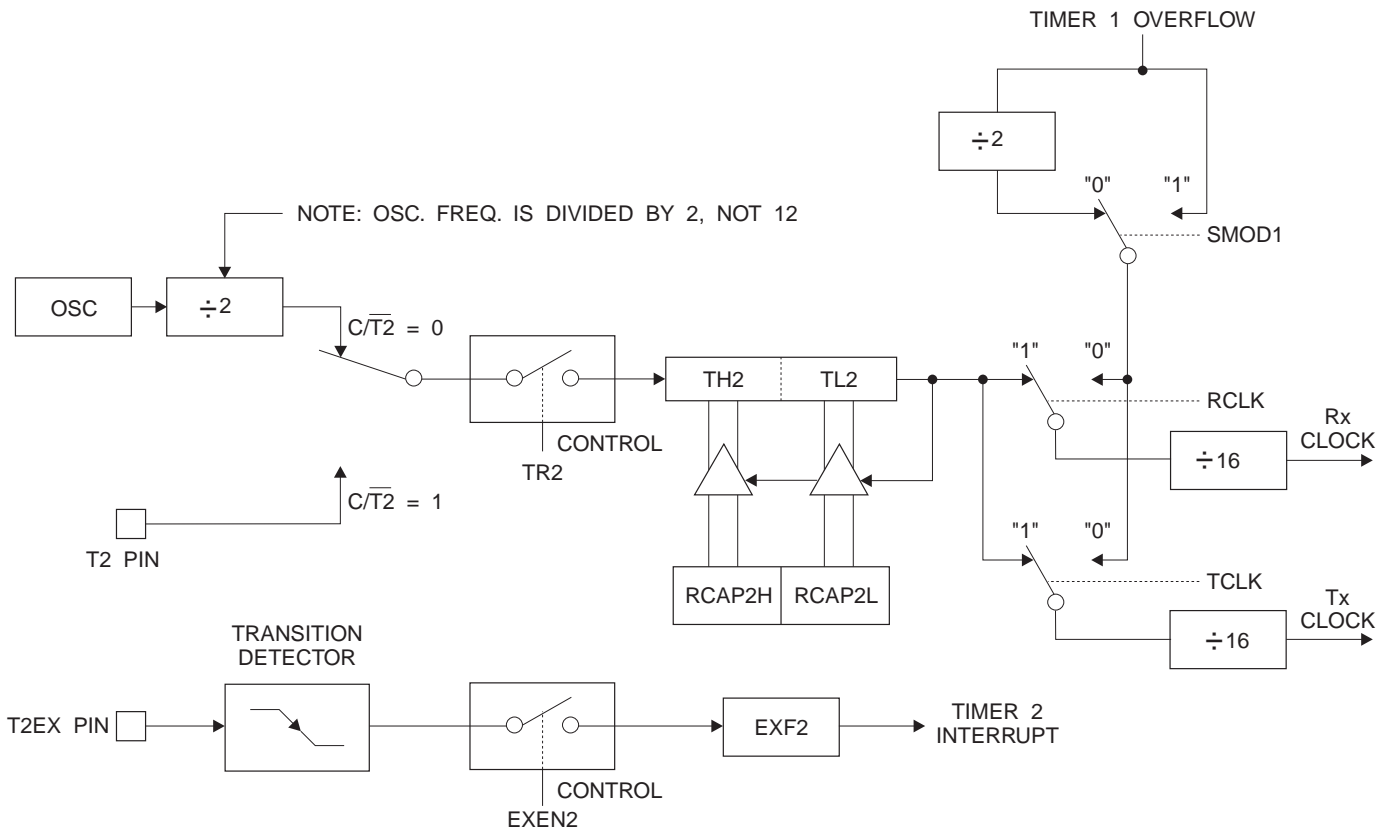 TIMER 1 OVERFLOW
÷2
"0" "1"
SMOD1
NOTE: OSC. FREQ. IS DIVIDED BY 2, NOT 12
OSC
÷2
C/T2̅ = 0
TH2
TL2
"1" "0"
RCLK
Rx
CLOCK
÷16
CONTROL
TR2
C/T2̅ = 1
T2 PIN
RCAP2H
RCAP2L
"1" "0"
TCLK
Tx
CLOCK
÷16
TRANSITION
DETECTOR
T2EX PIN
EXF2
TIMER 2
INTERRUPT
CONTROL
EXEN2